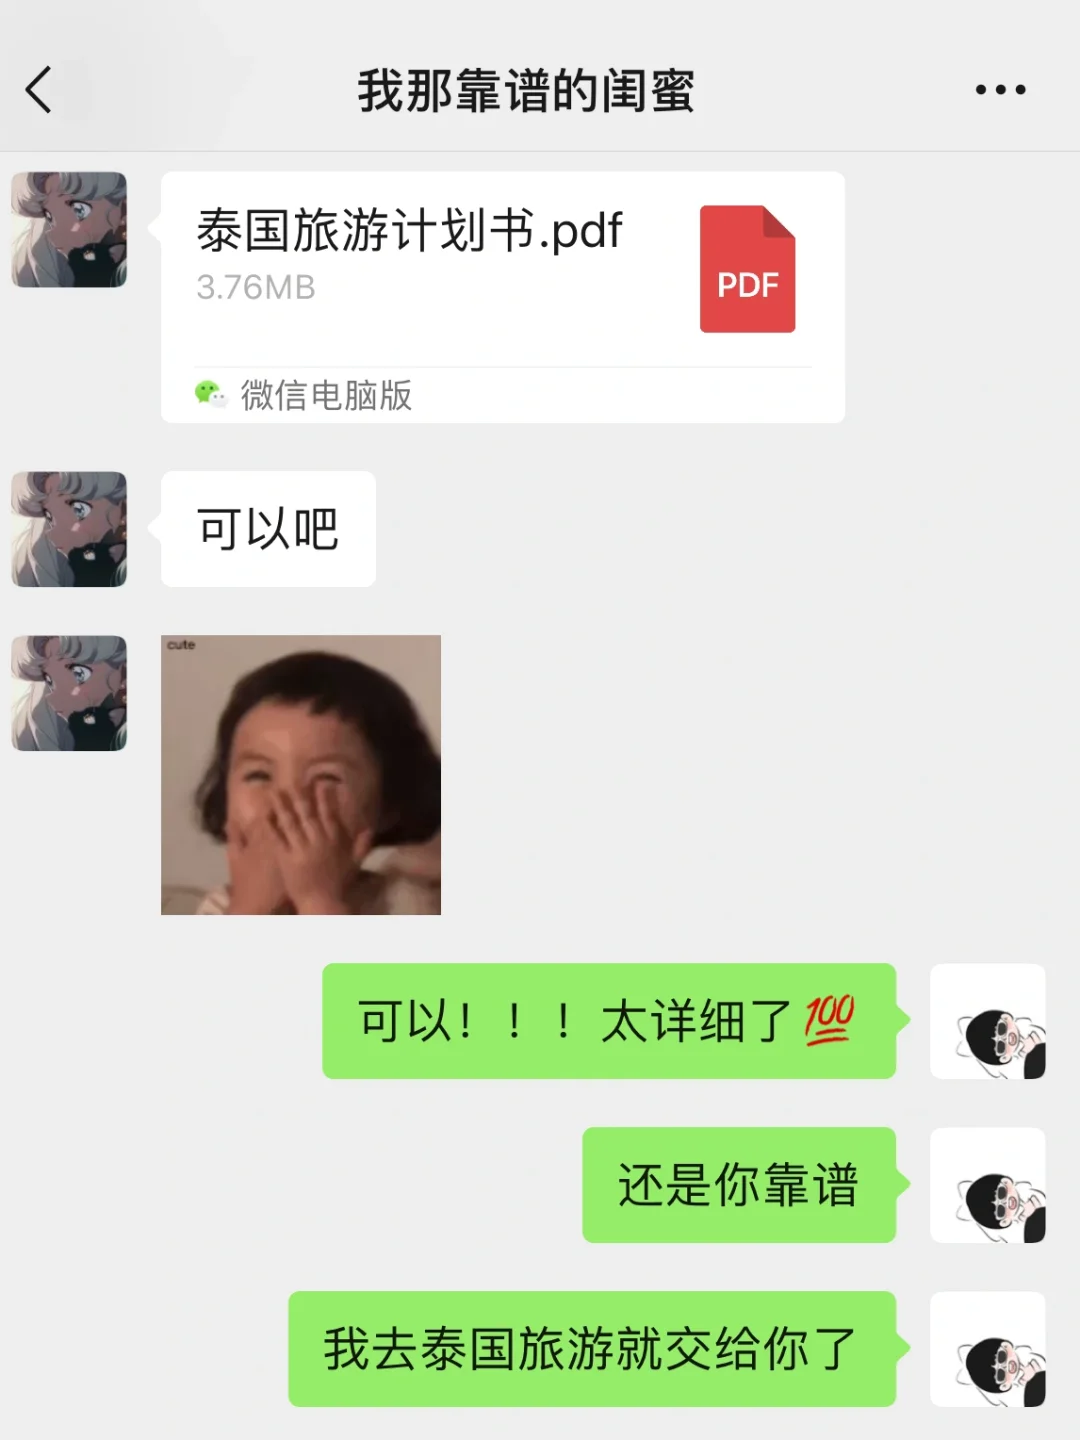 我那靠谱的闺蜜
泰国旅游计划书.pdf
3.76MB
PDF
微信电脑版
可以吧
cute
可以！！！太详细了💯
还是你靠谱
我去泰国旅游就交给你了